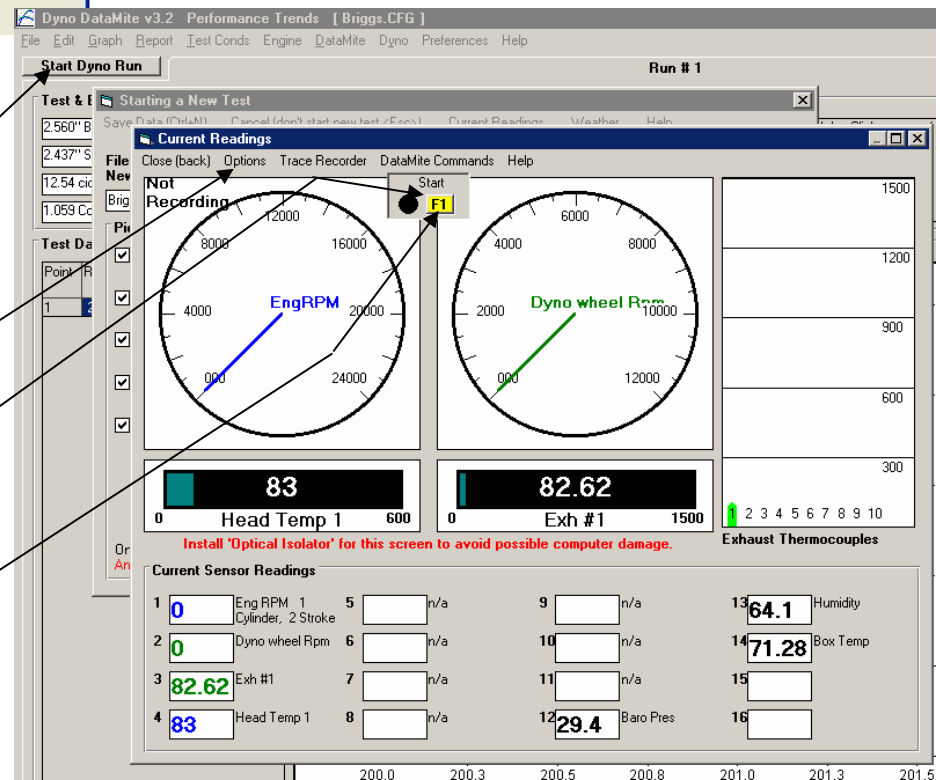 Dyno DataMite v3.2 Performance Trends [ Briggs.CFG ]
File Edit Graph Report Test Conds Engine DataMite Dyno Preferences Help
Start Dyno Run
Run # 1
Test & E
Starting a New Test
2.560" B
Save Data (Ctrl+N) Cancel (don't start new test <Esc>) Current Readings Weather Help
Current Readings
2.437" S
File
Close (back) Options Trace Recorder DataMite Commands Help
12.54 cid
New
Not
Recording
Start
F1
1.059 Co
Brig
Test Da
Point R
1 2
000 4000 8000 12000 16000 20000 24000
EngRPM
000 2000 4000 6000 8000 10000 12000
Dyno wheel Rpm
1500
1200
900
600
300
1 2 3 4 5 6 7 8 9 10
Exhaust Thermocouples
83
0 Head Temp 1 600
82.62
0 Exh #1 1500
Install 'Optical Isolator' for this screen to avoid possible computer damage.
Or
An
Current Sensor Readings
1 0 Eng RPM 1
Cylinder, 2 Stroke
5 n/a
9 n/a
13 64.1 Humidity
2 0 Dyno wheel Rpm
6 n/a
10 n/a
14 71.28 Box Temp
3 82.62 Exh #1
7 n/a
11 n/a
15
4 83 Head Temp 1
8 n/a
12 29.4 Baro Pres
16
200.0 200.3 200.5 200.8 201.0 201.3 201.5